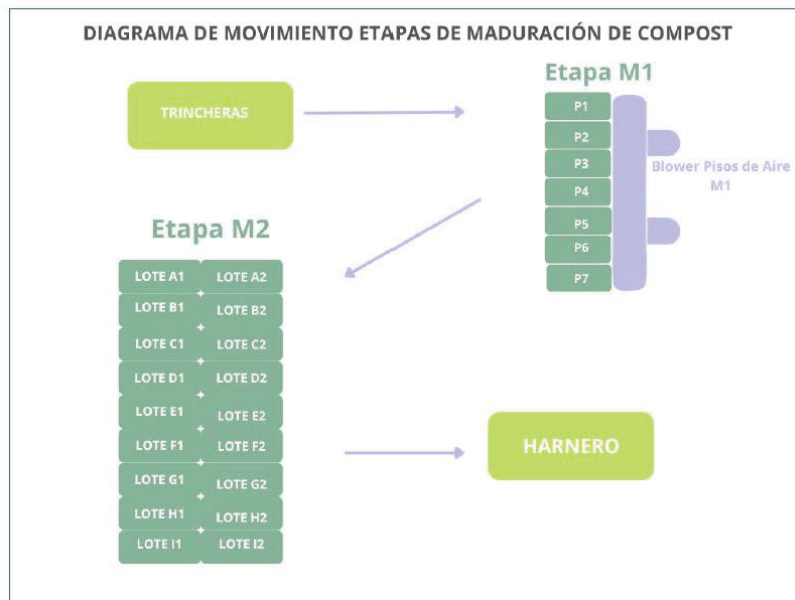 DIAGRAMA DE MOVIMIENTO ETAPAS DE MADURACIÓN DE COMPOST
TRINCHERAS
Etapa M1
P1
P2
P3
P4
P5
P6
P7
Blower Pisos de Aire
M1
Etapa M2
LOTE A1 LOTE A2
LOTE B1 LOTE B2
LOTE C1 LOTE C2
LOTE D1 LOTE D2
LOTE E1 LOTE E2
LOTE F1 LOTE F2
LOTE G1 LOTE G2
LOTE H1 LOTE H2
LOTE I1 LOTE I2
HARNERO